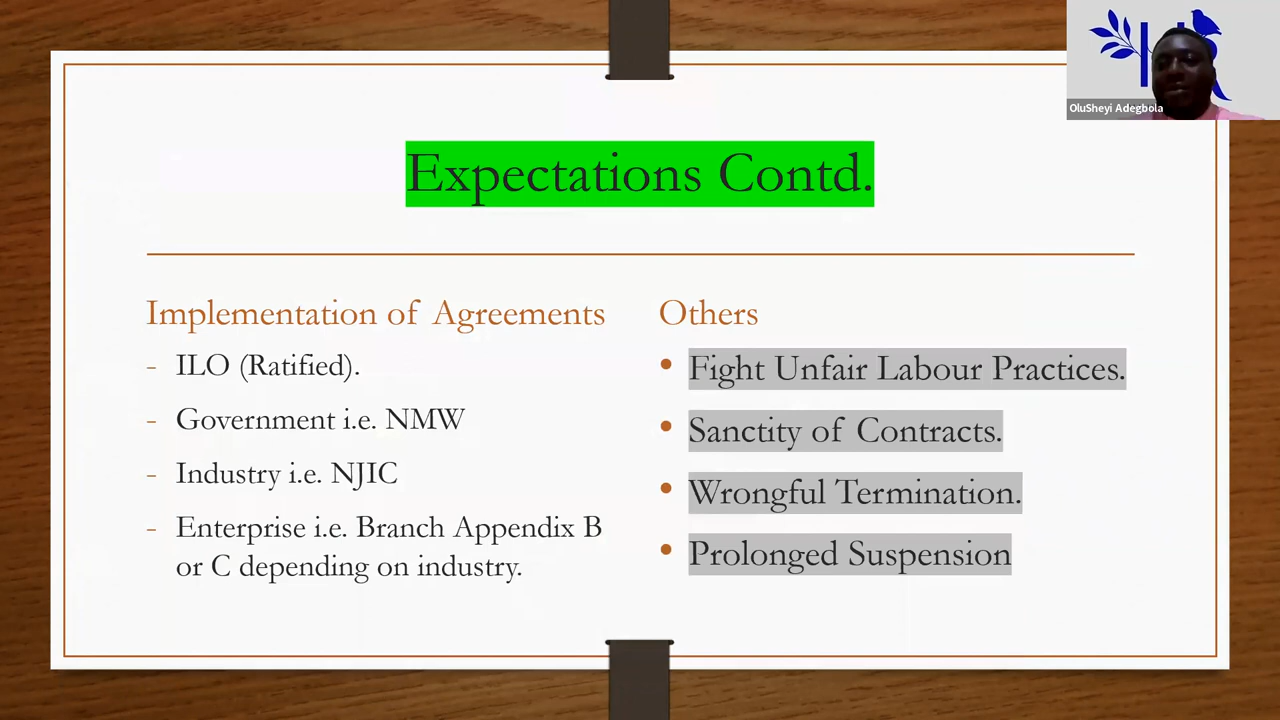 OluSheyi Adegbola
Expectations Contd.
Implementation of Agreements
- ILO (Ratified).
- Government i.e. NMW
- Industry i.e. NJIC
- Enterprise i.e. Branch Appendix B
or C depending on industry.
Others
• Fight Unfair Labour Practices.
• Sanctity of Contracts.
• Wrongful Termination.
• Prolonged Suspension